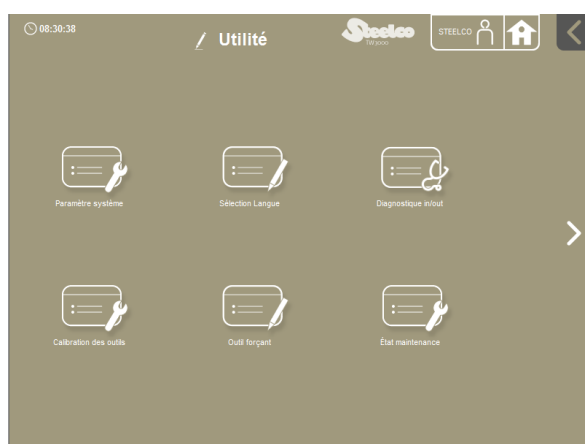 08:30:38
Utilité
Steelco
TW3000
STEELCO
Paramètre système
Sélection Langue
Diagnostique in/out
Calibration des outils
Outil forçant
État maintenance